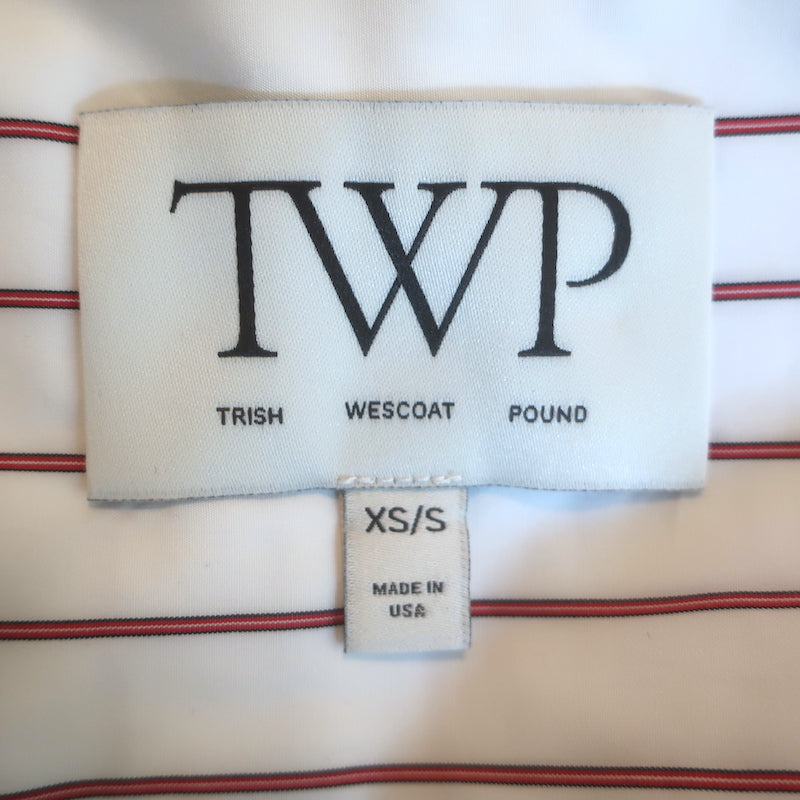 TWP
TRISH WESCOAT POUND
XS/S
MADE IN
USA